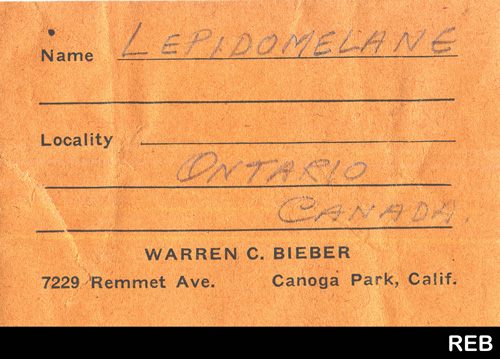 Name LEPIDOMELANE
Locality
ONTARIO
CANADA.
WARREN C. BIEBER
7229 Remmet Ave. Canoga Park, Calif.
REB